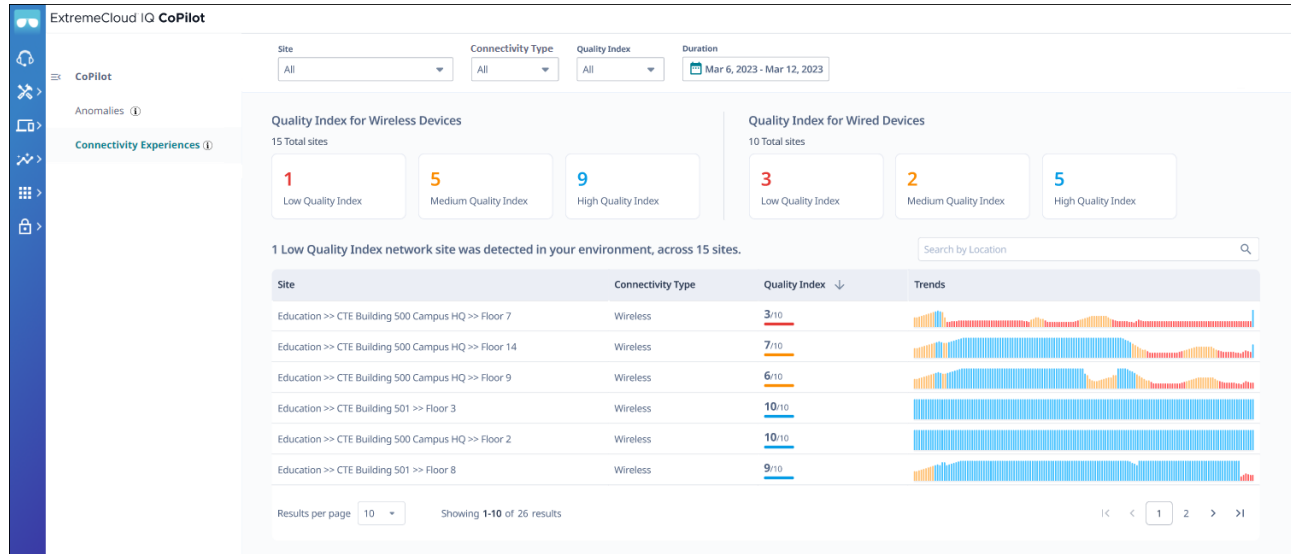 ExtremeCloud IQ CoPilot
CoPilot
Anomalies
Connectivity Experiences
Site Connectivity Type Quality Index Duration
All All All Mar 6, 2023 - Mar 12, 2023
Quality Index for Wireless Devices
15 Total sites
1 5 9
Low Quality Index Medium Quality Index High Quality Index
Quality Index for Wired Devices
10 Total sites
3 2 5
Low Quality Index Medium Quality Index High Quality Index
1 Low Quality Index network site was detected in your environment, across 15 sites.
Search by Location
Site Connectivity Type Quality Index Trends
Education >> CTE Building 500 Campus HQ >> Floor 7 Wireless 3/10
Education >> CTE Building 500 Campus HQ >> Floor 14 Wireless 7/10
Education >> CTE Building 500 Campus HQ >> Floor 9 Wireless 6/10
Education >> CTE Building 501 >> Floor 3 Wireless 10/10
Education >> CTE Building 500 Campus HQ >> Floor 2 Wireless 10/10
Education >> CTE Building 501 >> Floor 8 Wireless 9/10
Results per page 10 Showing 1-10 of 26 results 1 2